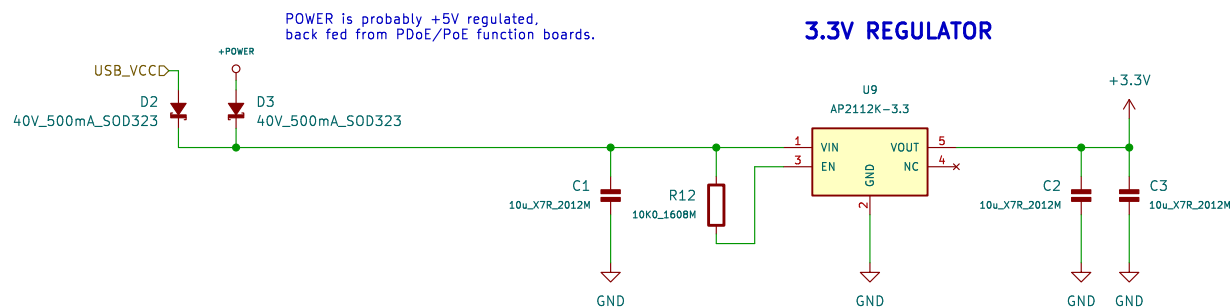 POWER is probably +5V regulated,
back fed from PDoE/PoE function boards.
3.3V REGULATOR
+POWER
USB_VCC
+3.3V
U9
AP2112K-3.3
D2
40V_500mA_SOD323
D3
40V_500mA_SOD323
1
VIN
VOUT
5
3
EN
NC
4
GND
2
C1
10u_X7R_2012M
R12
10K0_1608M
C2
10u_X7R_2012M
C3
10u_X7R_2012M
GND
GND
GND
GND